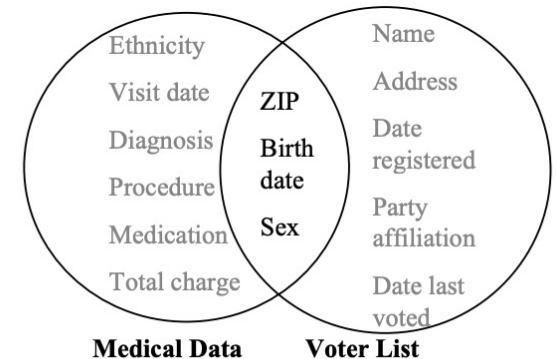 Ethnicity
Visit date
Diagnosis
Procedure
Medication
Total charge
ZIP
Birth
date
Sex
Name
Address
Date
registered
Party
affiliation
Date last
voted
Medical Data
Voter List